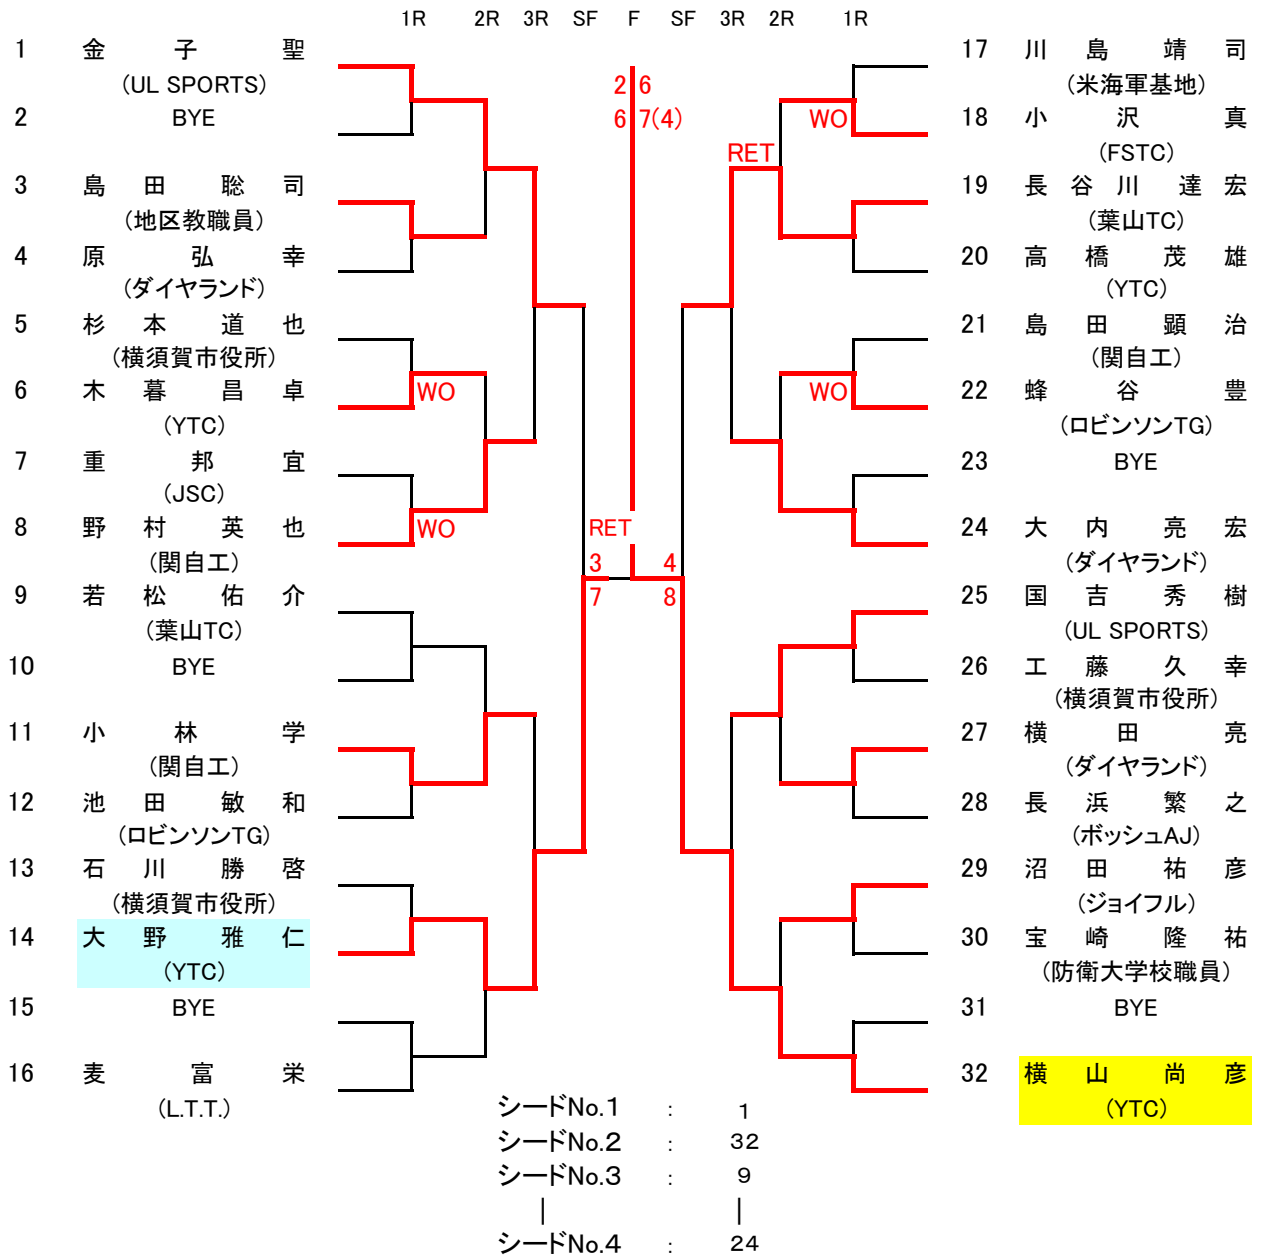 1R 2R 3R SF F SF 3R 2R 1R
1 金子聖
(UL SPORTS)
2 BYE
3 島田聡司
(地区教職員)
4 原弘幸
(ダイヤランド)
5 杉本道也
(横須賀市役所)
6 木暮昌卓
(YTC)
WO
7 重邦宜
(JSC)
8 野村英也
(関自工)
WO
9 若松佑介
(葉山TC)
10 BYE
11 小林学
(関自工)
12 池田敏和
(ロビンソンTG)
13 石川勝啓
(横須賀市役所)
14 大野雅仁
(YTC)
15 BYE
16 麦富栄
(L.T.T.)
2 6
6 7(4)
RET
3 4
7 8
17 川島靖司
(米海軍基地)
18 小沢真
(FSTC)
WO
RET
19 長谷川達宏
(葉山TC)
20 高橋茂雄
(YTC)
21 島田顕治
(関自工)
22 蜂谷豊
(ロビンソンTG)
WO
23 BYE
24 大内亮宏
(ダイヤランド)
25 国吉秀樹
(UL SPORTS)
26 工藤久幸
(横須賀市役所)
27 横田亮
(ダイヤランド)
28 長浜繁之
(ボッシュAJ)
29 沼田祐彦
(ジョイフル)
30 宝崎隆祐
(防衛大学校職員)
31 BYE
32 横山尚彦
(YTC)
シードNo.1 : 1
シードNo.2 : 32
シードNo.3 : 9
| |
シードNo.4 : 24